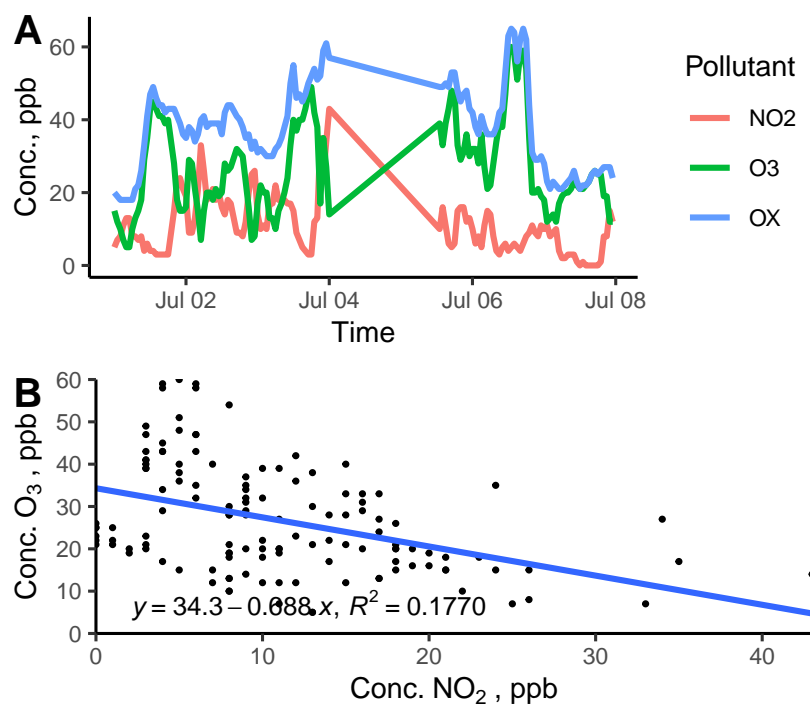 A
Conc., ppb
60
40
20
0
Jul 02
Jul 04
Jul 06
Jul 08
Time
Pollutant
NO2
O3
OX
B
Conc. O₃ , ppb
60
50
40
30
20
10
0
y = 34.3 − 0.688 x, R² = 0.1770
0
10
20
30
40
Conc. NO₂ , ppb